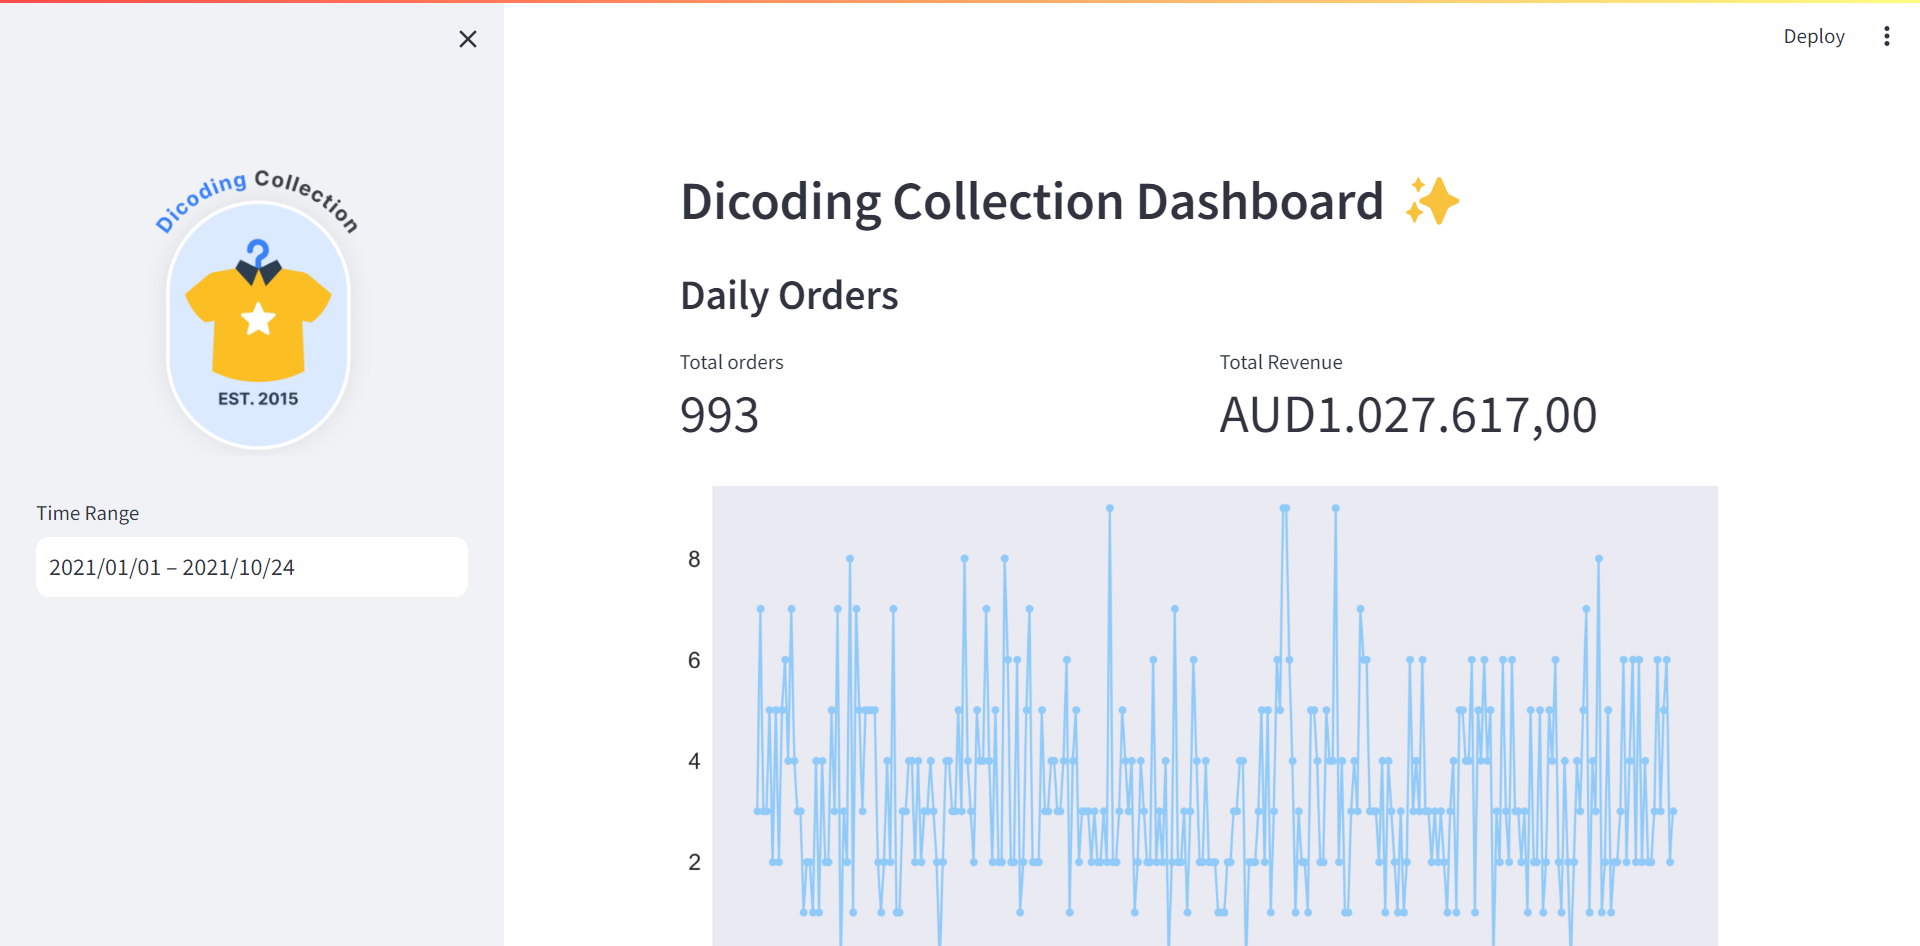 Deploy
Dicoding Collection
EST. 2015
Time Range
2021/01/01 – 2021/10/24
Dicoding Collection Dashboard ✨
Daily Orders
Total orders
993
Total Revenue
AUD1.027.617,00
8
6
4
2